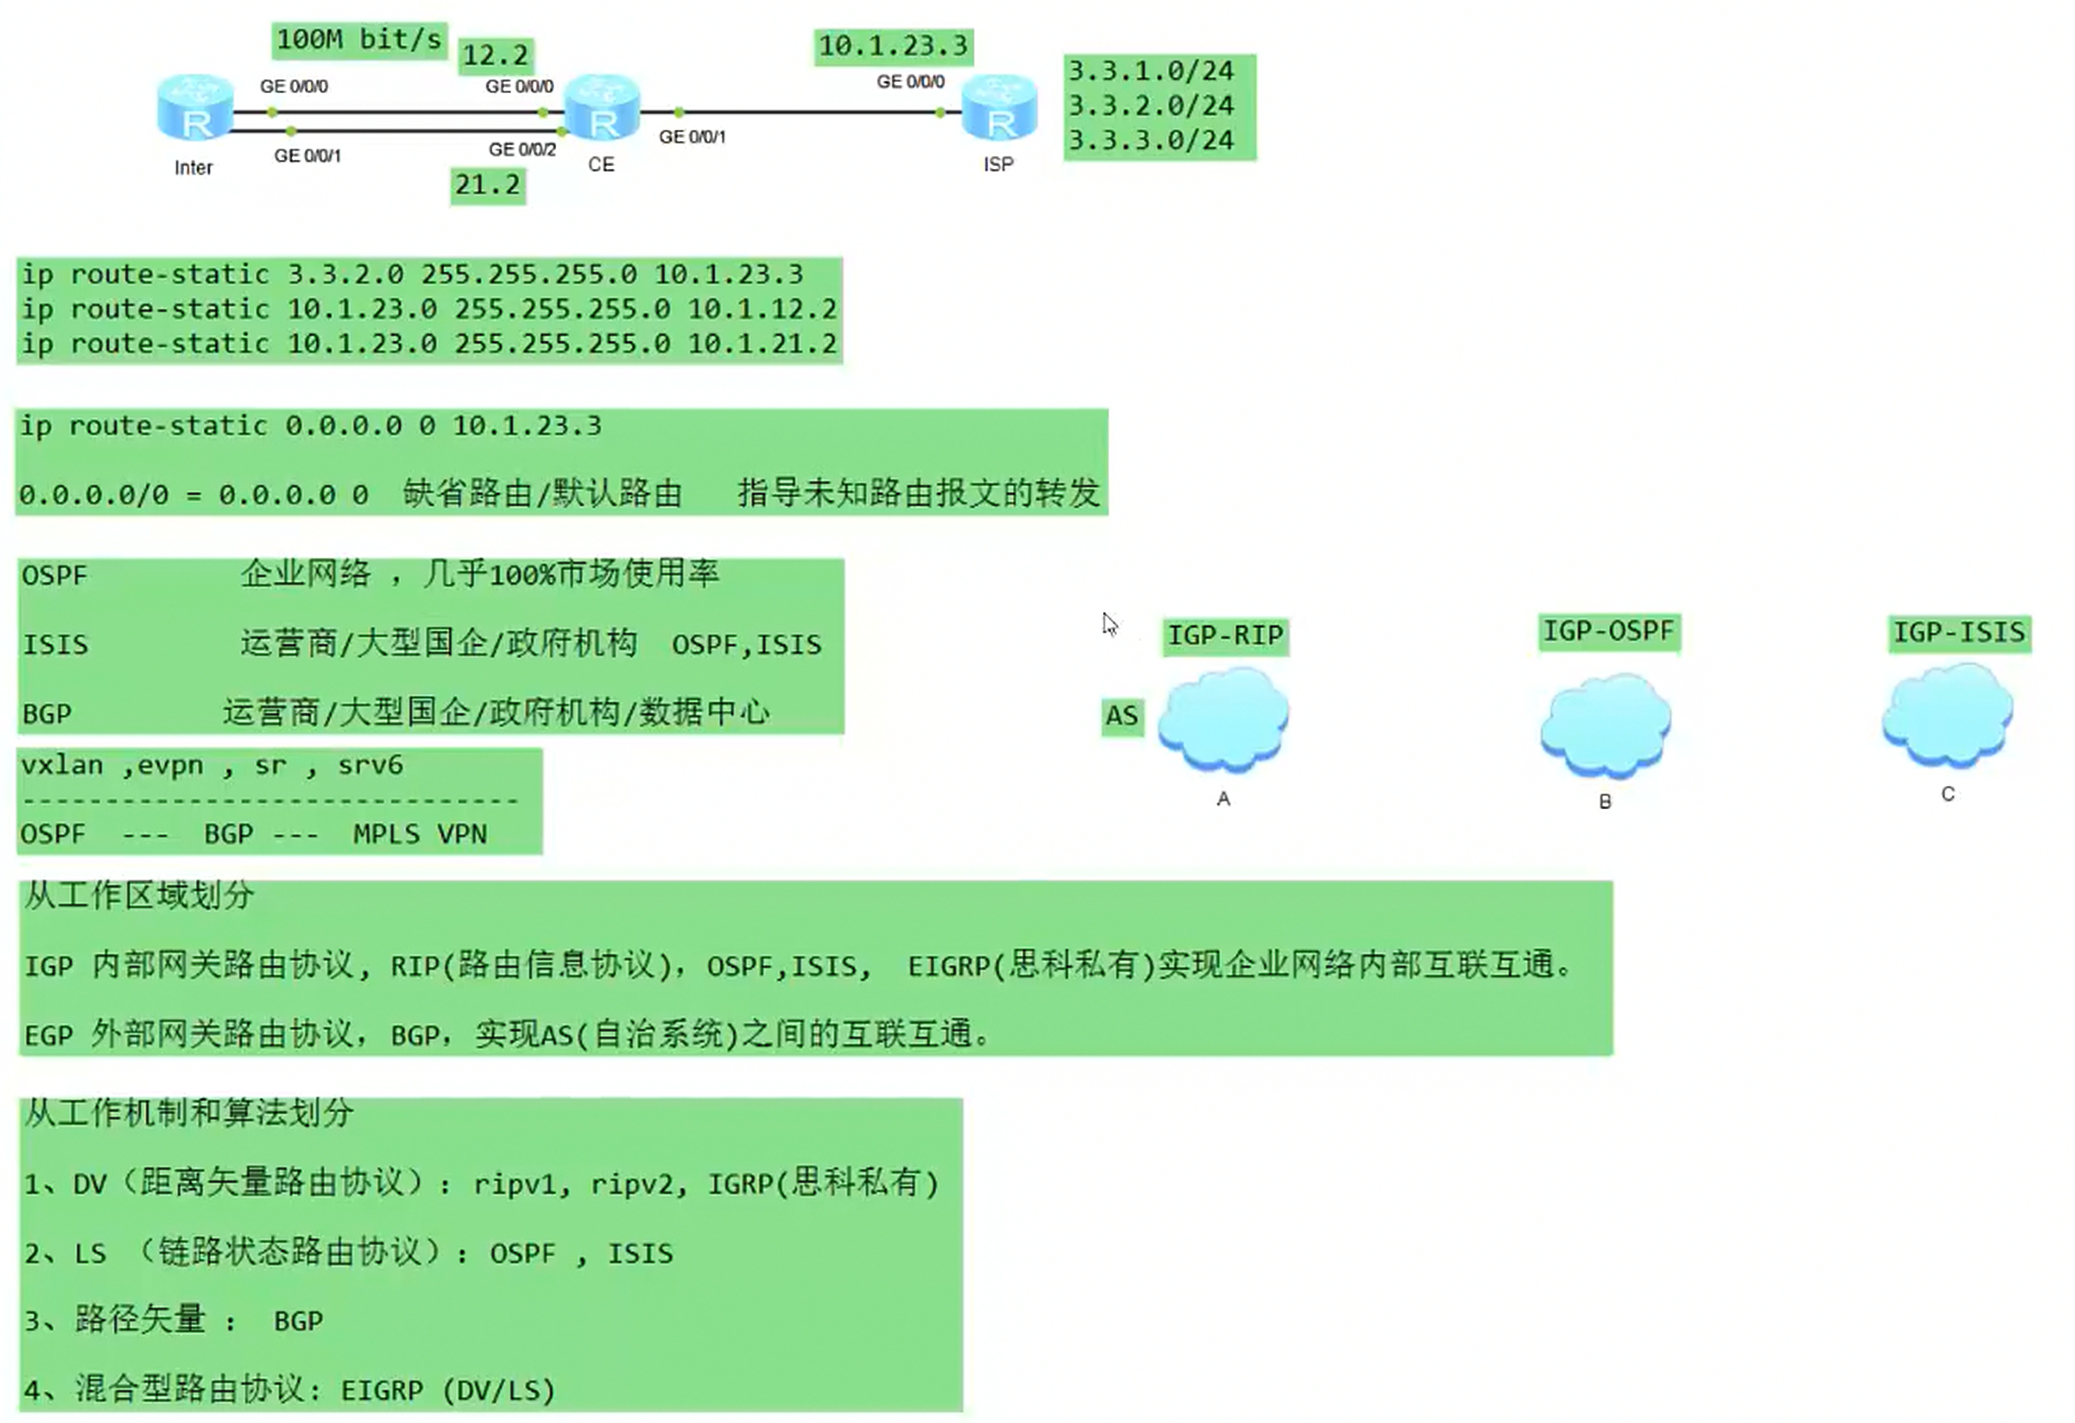 100M bit/s
12.2
10.1.23.3
GE 0/0/0
GE 0/0/0
GE 0/0/0
3.3.1.0/24
3.3.2.0/24
3.3.3.0/24
R
R
R
GE 0/0/1
GE 0/0/2
GE 0/0/1
Inter
CE
ISP
21.2
ip route-static 3.3.2.0 255.255.255.0 10.1.23.3
ip route-static 10.1.23.0 255.255.255.0 10.1.12.2
ip route-static 10.1.23.0 255.255.255.0 10.1.21.2
ip route-static 0.0.0.0 0 10.1.23.3
0.0.0.0/0 = 0.0.0.0 0 缺省路由/默认路由 指导未知路由报文的转发
OSPF 企业网络 ，几乎100%市场使用率
ISIS 运营商/大型国企/政府机构 OSPF,ISIS
BGP 运营商/大型国企/政府机构/数据中心
vxlan ,evpn , sr , srv6
------------------------------
OSPF --- BGP --- MPLS VPN
IGP-RIP
IGP-OSPF
IGP-ISIS
AS
A
B
C
从工作区域划分
IGP 内部网关路由协议, RIP(路由信息协议)，OSPF,ISIS, EIGRP(思科私有)实现企业网络内部互联互通。
EGP 外部网关路由协议，BGP，实现AS(自治系统)之间的互联互通。
从工作机制和算法划分
1、DV（距离矢量路由协议）：ripv1, ripv2, IGRP(思科私有)
2、LS （链路状态路由协议）：OSPF , ISIS
3、路径矢量 ： BGP
4、混合型路由协议: EIGRP (DV/LS)